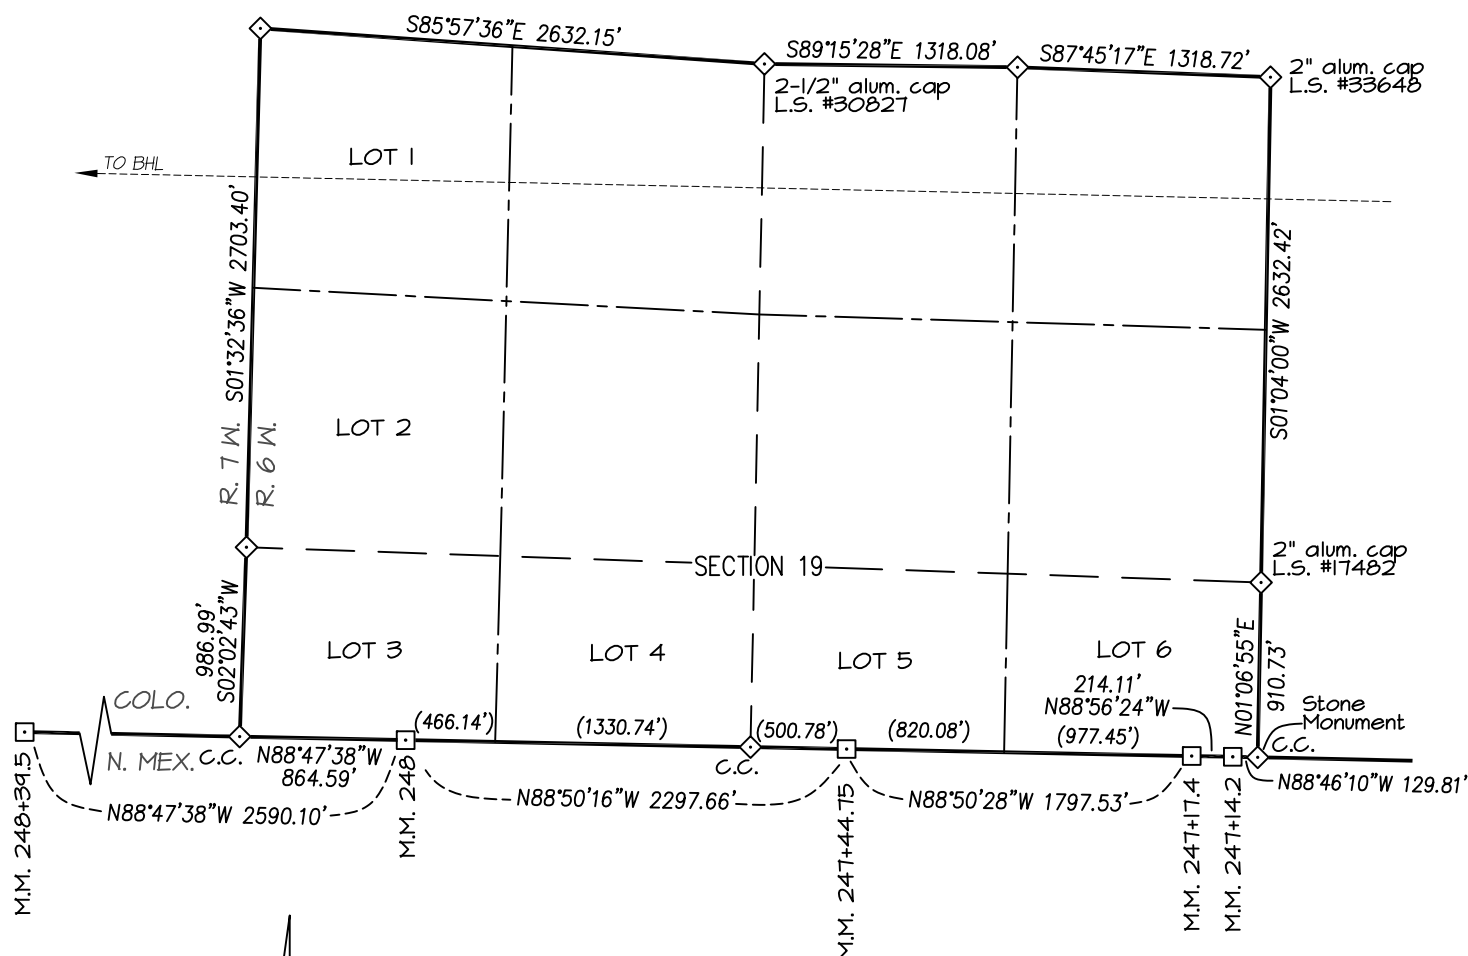 S85°57'36"E 2632.15'
S89°15'28"E 1318.08'
S87°45'17"E 1318.72'
2" alum. cap
L.S. #33648
2-1/2" alum. cap
L.S. #30827
LOT 1
TO BHL
S01°32'36"W 2703.40'
S01°04'00"W 2632.42'
R. 7 W.
R. 6 W.
LOT 2
2" alum. cap
L.S. #17482
SECTION 19
986.99'
S02°02'43"W
LOT 3
LOT 4
LOT 5
LOT 6
214.11'
N88°56'24"W
N01°06'55"E
910.73'
COLO.
N. MEX.
C.C.
(466.14')
(1330.74')
(500.78')
(820.08')
(977.45')
Stone
Monument
C.C.
C.C.
N88°47'38"W
864.59'
N88°46'10"W 129.81'
N88°47'38"W 2590.10'
N88°50'16"W 2297.66'
N88°50'28"W 1797.53'
M.M. 248+39.5
M.M. 248
M.M. 247+44.75
M.M. 247+17.4
M.M. 247+14.2